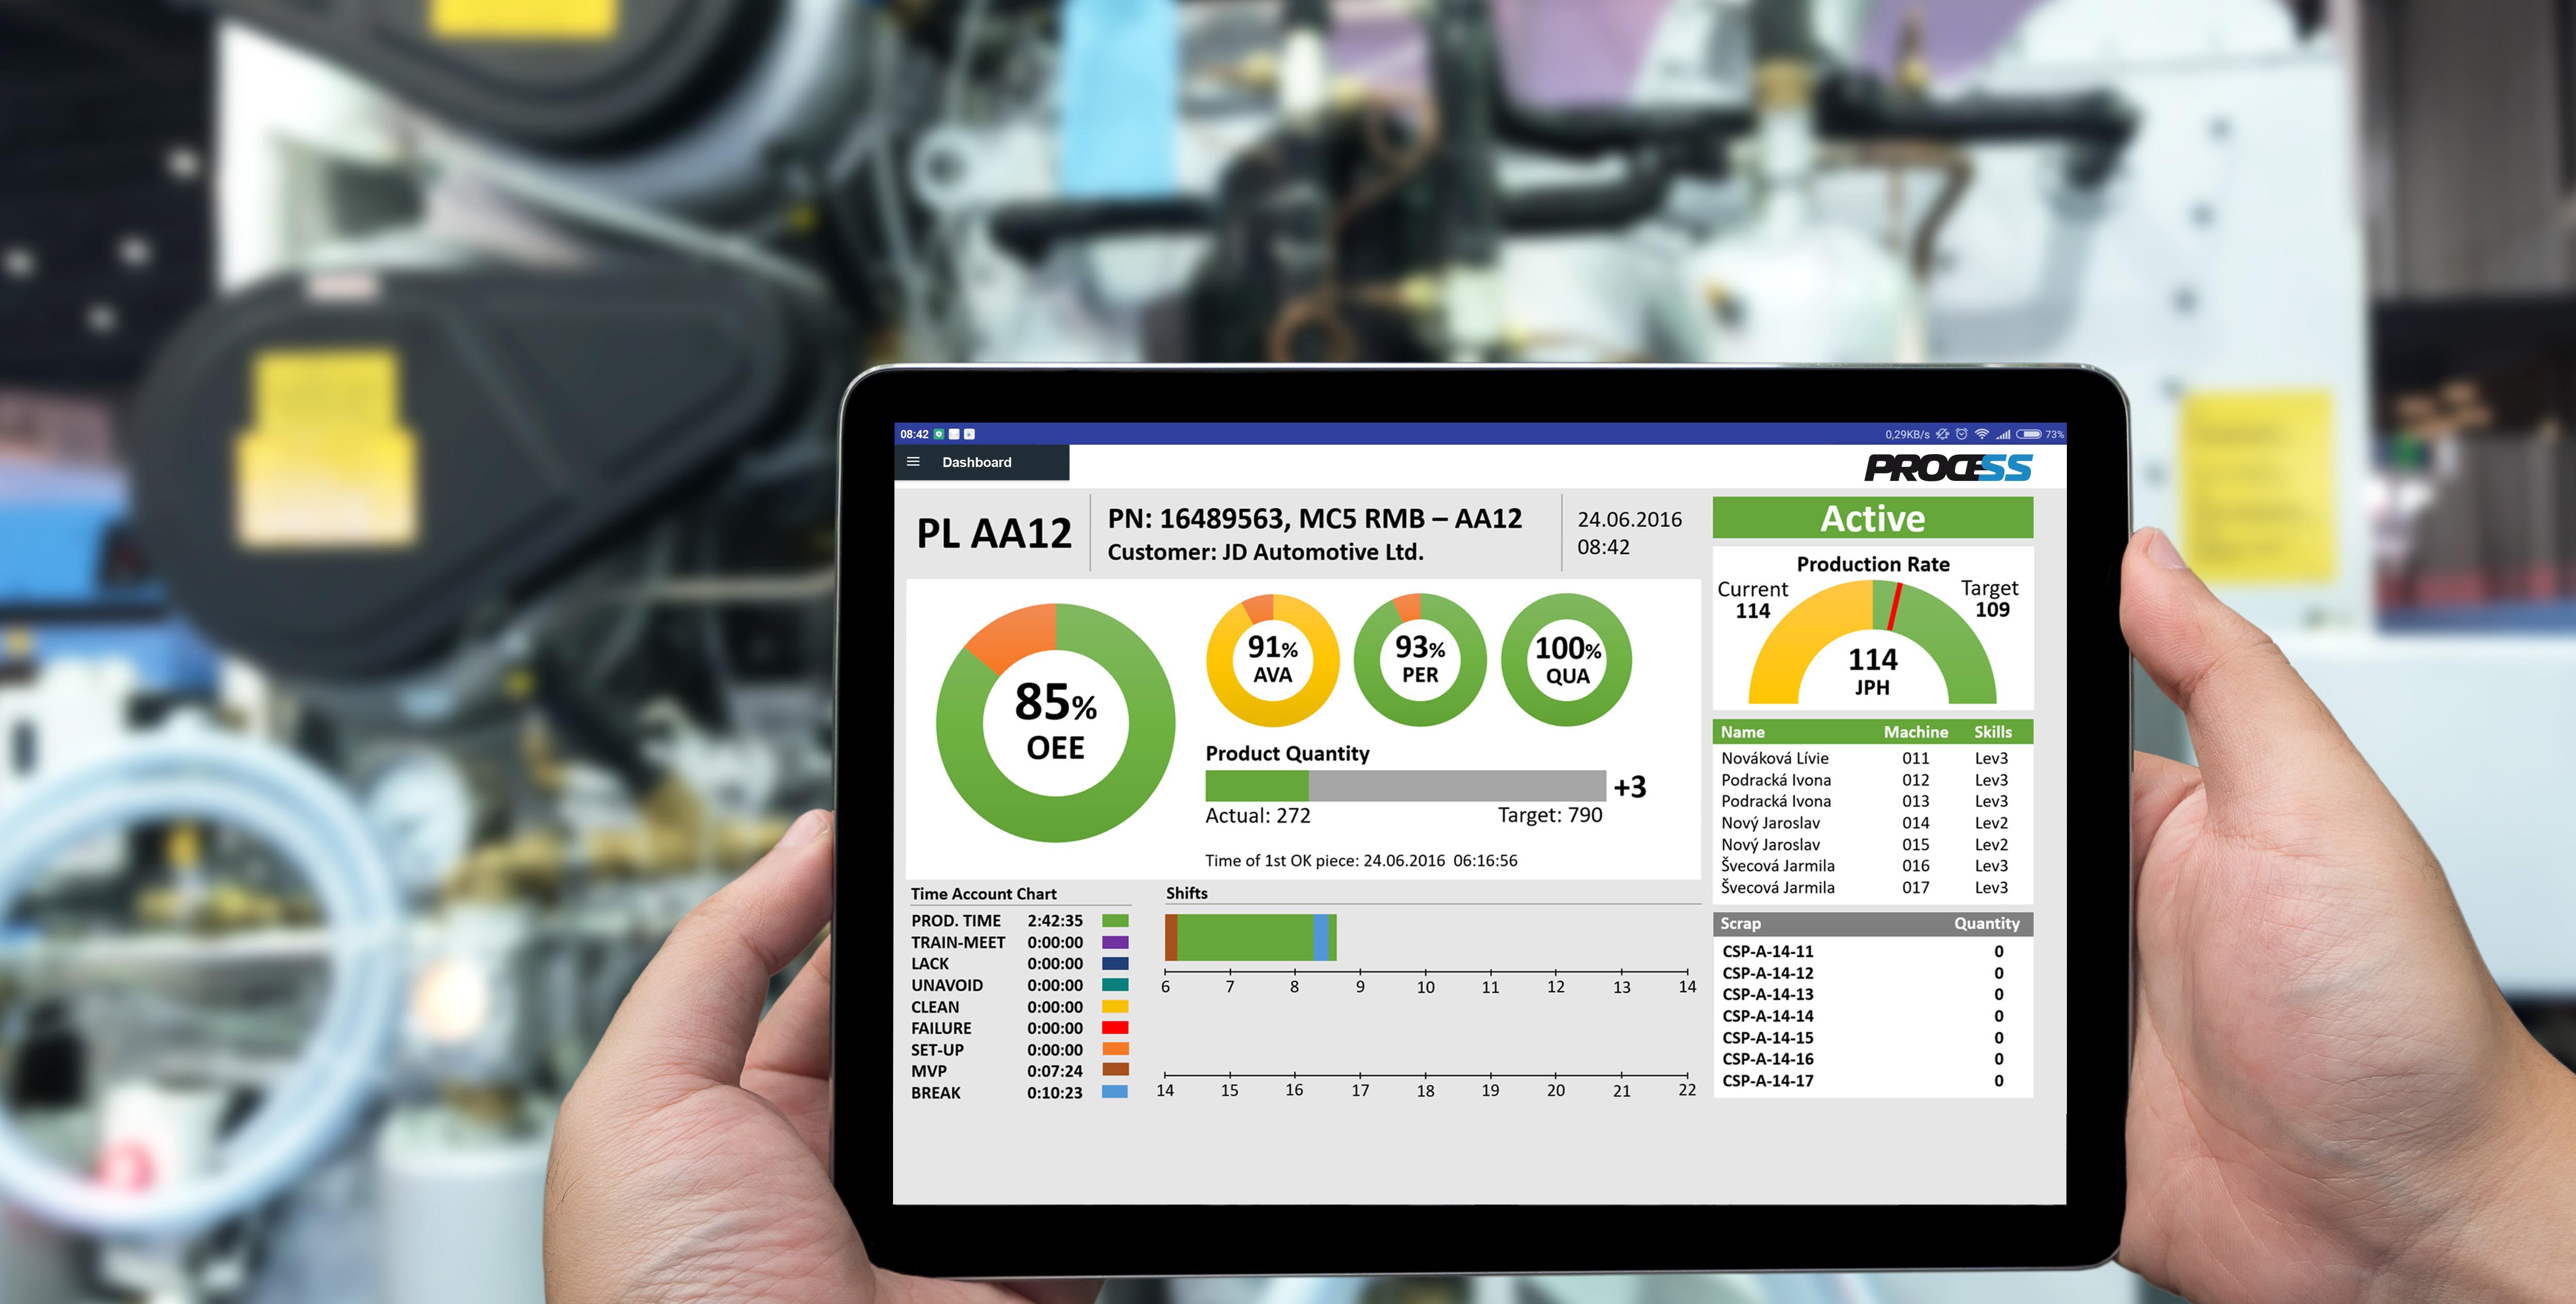 08:42
0,29KB/s 73%
Dashboard
PROCESS
PL AA12
PN: 16489563, MC5 RMB – AA12
Customer: JD Automotive Ltd.
24.06.2016
08:42
Active
85%
OEE
91%
AVA
93%
PER
100%
QUA
Product Quantity
+3
Actual: 272 Target: 790
Time of 1st OK piece: 24.06.2016 06:16:56
Production Rate
Current
114
Target
109
114
JPH
Name Machine Skills
Nováková Lívie 011 Lev3
Podracká Ivona 012 Lev3
Podracká Ivona 013 Lev3
Nový Jaroslav 014 Lev2
Nový Jaroslav 015 Lev2
Švecová Jarmila 016 Lev3
Švecová Jarmila 017 Lev3
Time Account Chart
PROD. TIME 2:42:35
TRAIN-MEET 0:00:00
LACK 0:00:00
UNAVOID 0:00:00
CLEAN 0:00:00
FAILURE 0:00:00
SET-UP 0:00:00
MVP 0:07:24
BREAK 0:10:23
Shifts
6 7 8 9 10 11 12 13 14
14 15 16 17 18 19 20 21 22
Scrap Quantity
CSP-A-14-11 0
CSP-A-14-12 0
CSP-A-14-13 0
CSP-A-14-14 0
CSP-A-14-15 0
CSP-A-14-16 0
CSP-A-14-17 0